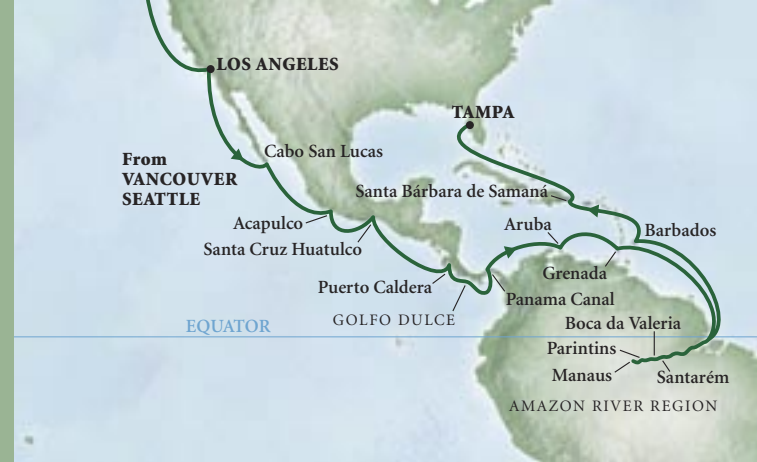 LOS ANGELES
TAMPA
From
VANCOUVER
SEATTLE
Cabo San Lucas
Santa Bárbara de Samaná
Acapulco
Aruba
Barbados
Santa Cruz Huatulco
Grenada
Puerto Caldera
Panama Canal
GOLFO DULCE
EQUATOR
Boca da Valeria
Parintins
Manaus
Santarém
AMAZON RIVER REGION